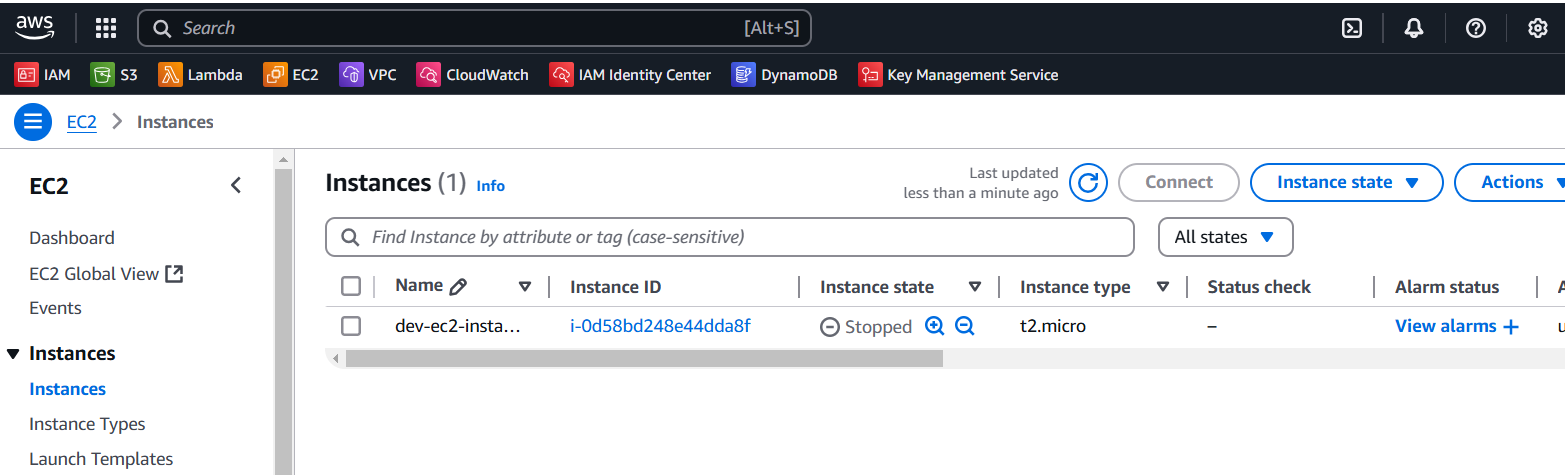 aws Search [Alt+S]
IAM S3 Lambda EC2 VPC CloudWatch IAM Identity Center DynamoDB Key Management Service
EC2 > Instances
EC2
Dashboard
EC2 Global View
Events
Instances
Instances
Instance Types
Launch Templates
Instances (1) Info
Last updated
less than a minute ago
Connect Instance state Actions
Find Instance by attribute or tag (case-sensitive) All states
Name Instance ID Instance state Instance type Status check Alarm status A
dev-ec2-insta... i-0d58bd248e44dda8f Stopped t2.micro – View alarms + u